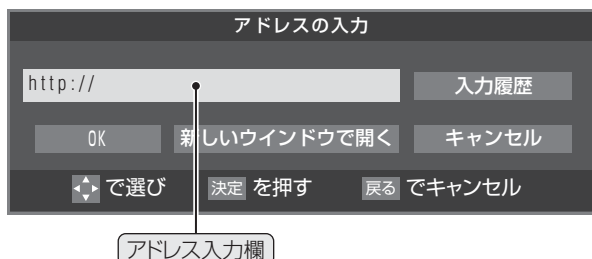 アドレスの入力
http://
入力履歴
OK 新しいウインドウで開く キャンセル
で選び 決定 を押す 戻る でキャンセル
アドレス入力欄